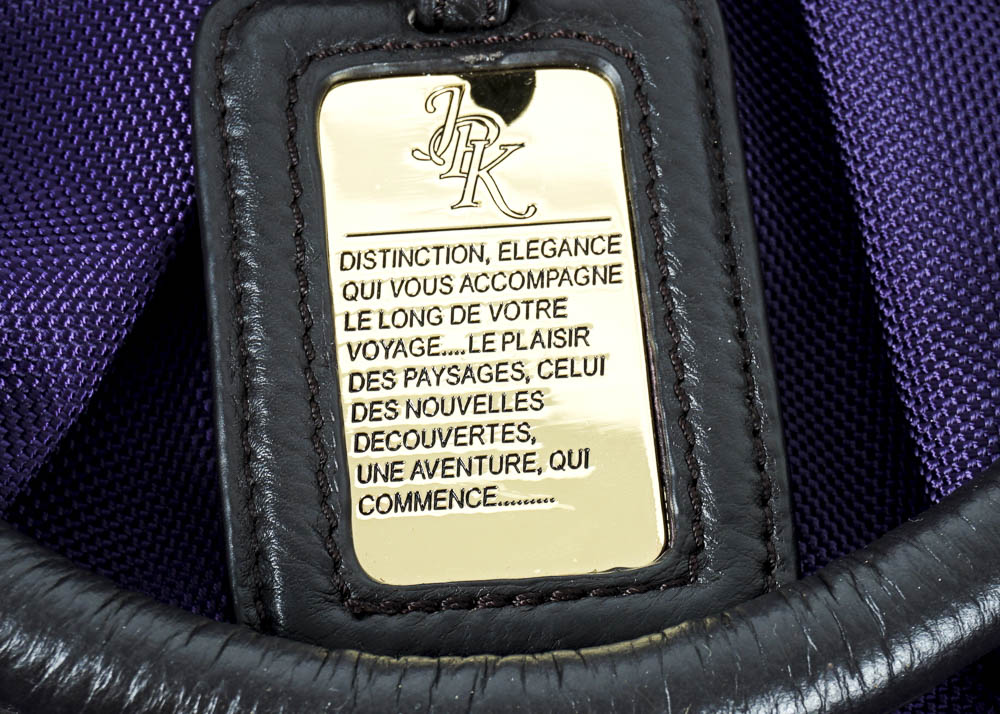 JPK
DISTINCTION, ELEGANCE
QUI VOUS ACCOMPAGNE
LE LONG DE VOTRE
VOYAGE....LE PLAISIR
DES PAYSAGES, CELUI
DES NOUVELLES
DECOUVERTES,
UNE AVENTURE, QUI
COMMENCE.........